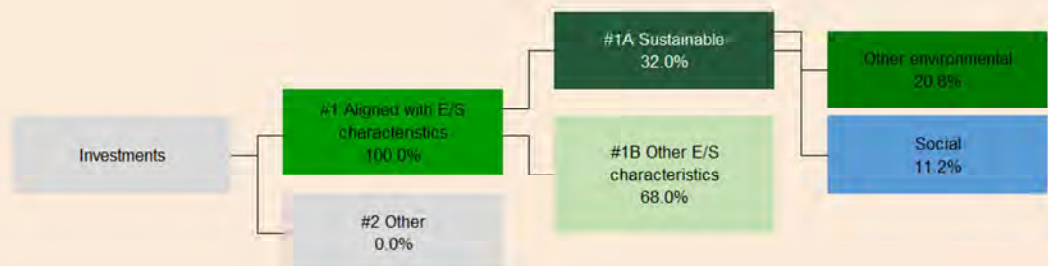 #1A Sustainable
32.0%
Other environmental
20.8%
#1 Aligned with E/S
characteristics
100.0%
Investments
#1B Other E/S
characteristics
68.0%
Social
11.2%
#2 Other
0.0%